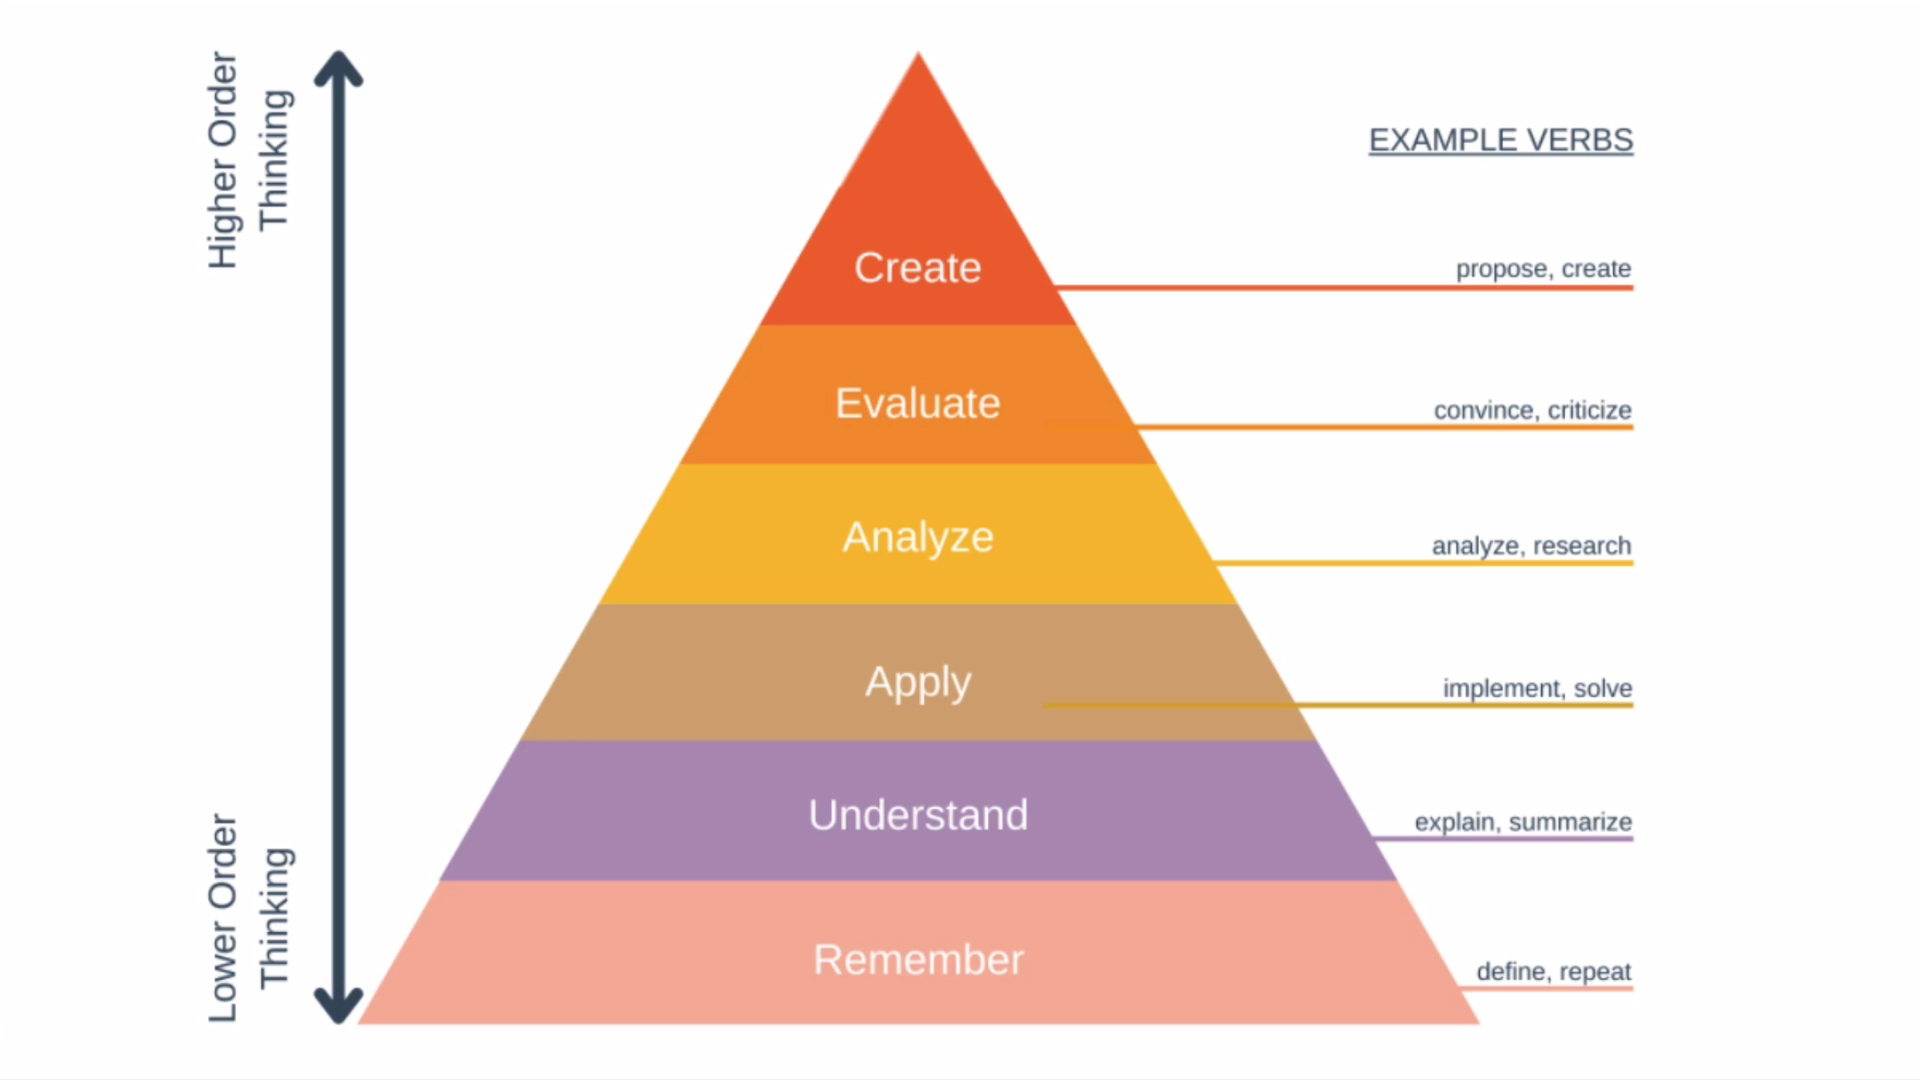 Higher Order
Thinking
EXAMPLE VERBS
Create
propose, create
Evaluate
convince, criticize
Analyze
analyze, research
Apply
implement, solve
Understand
explain, summarize
Lower Order
Thinking
Remember
define, repeat